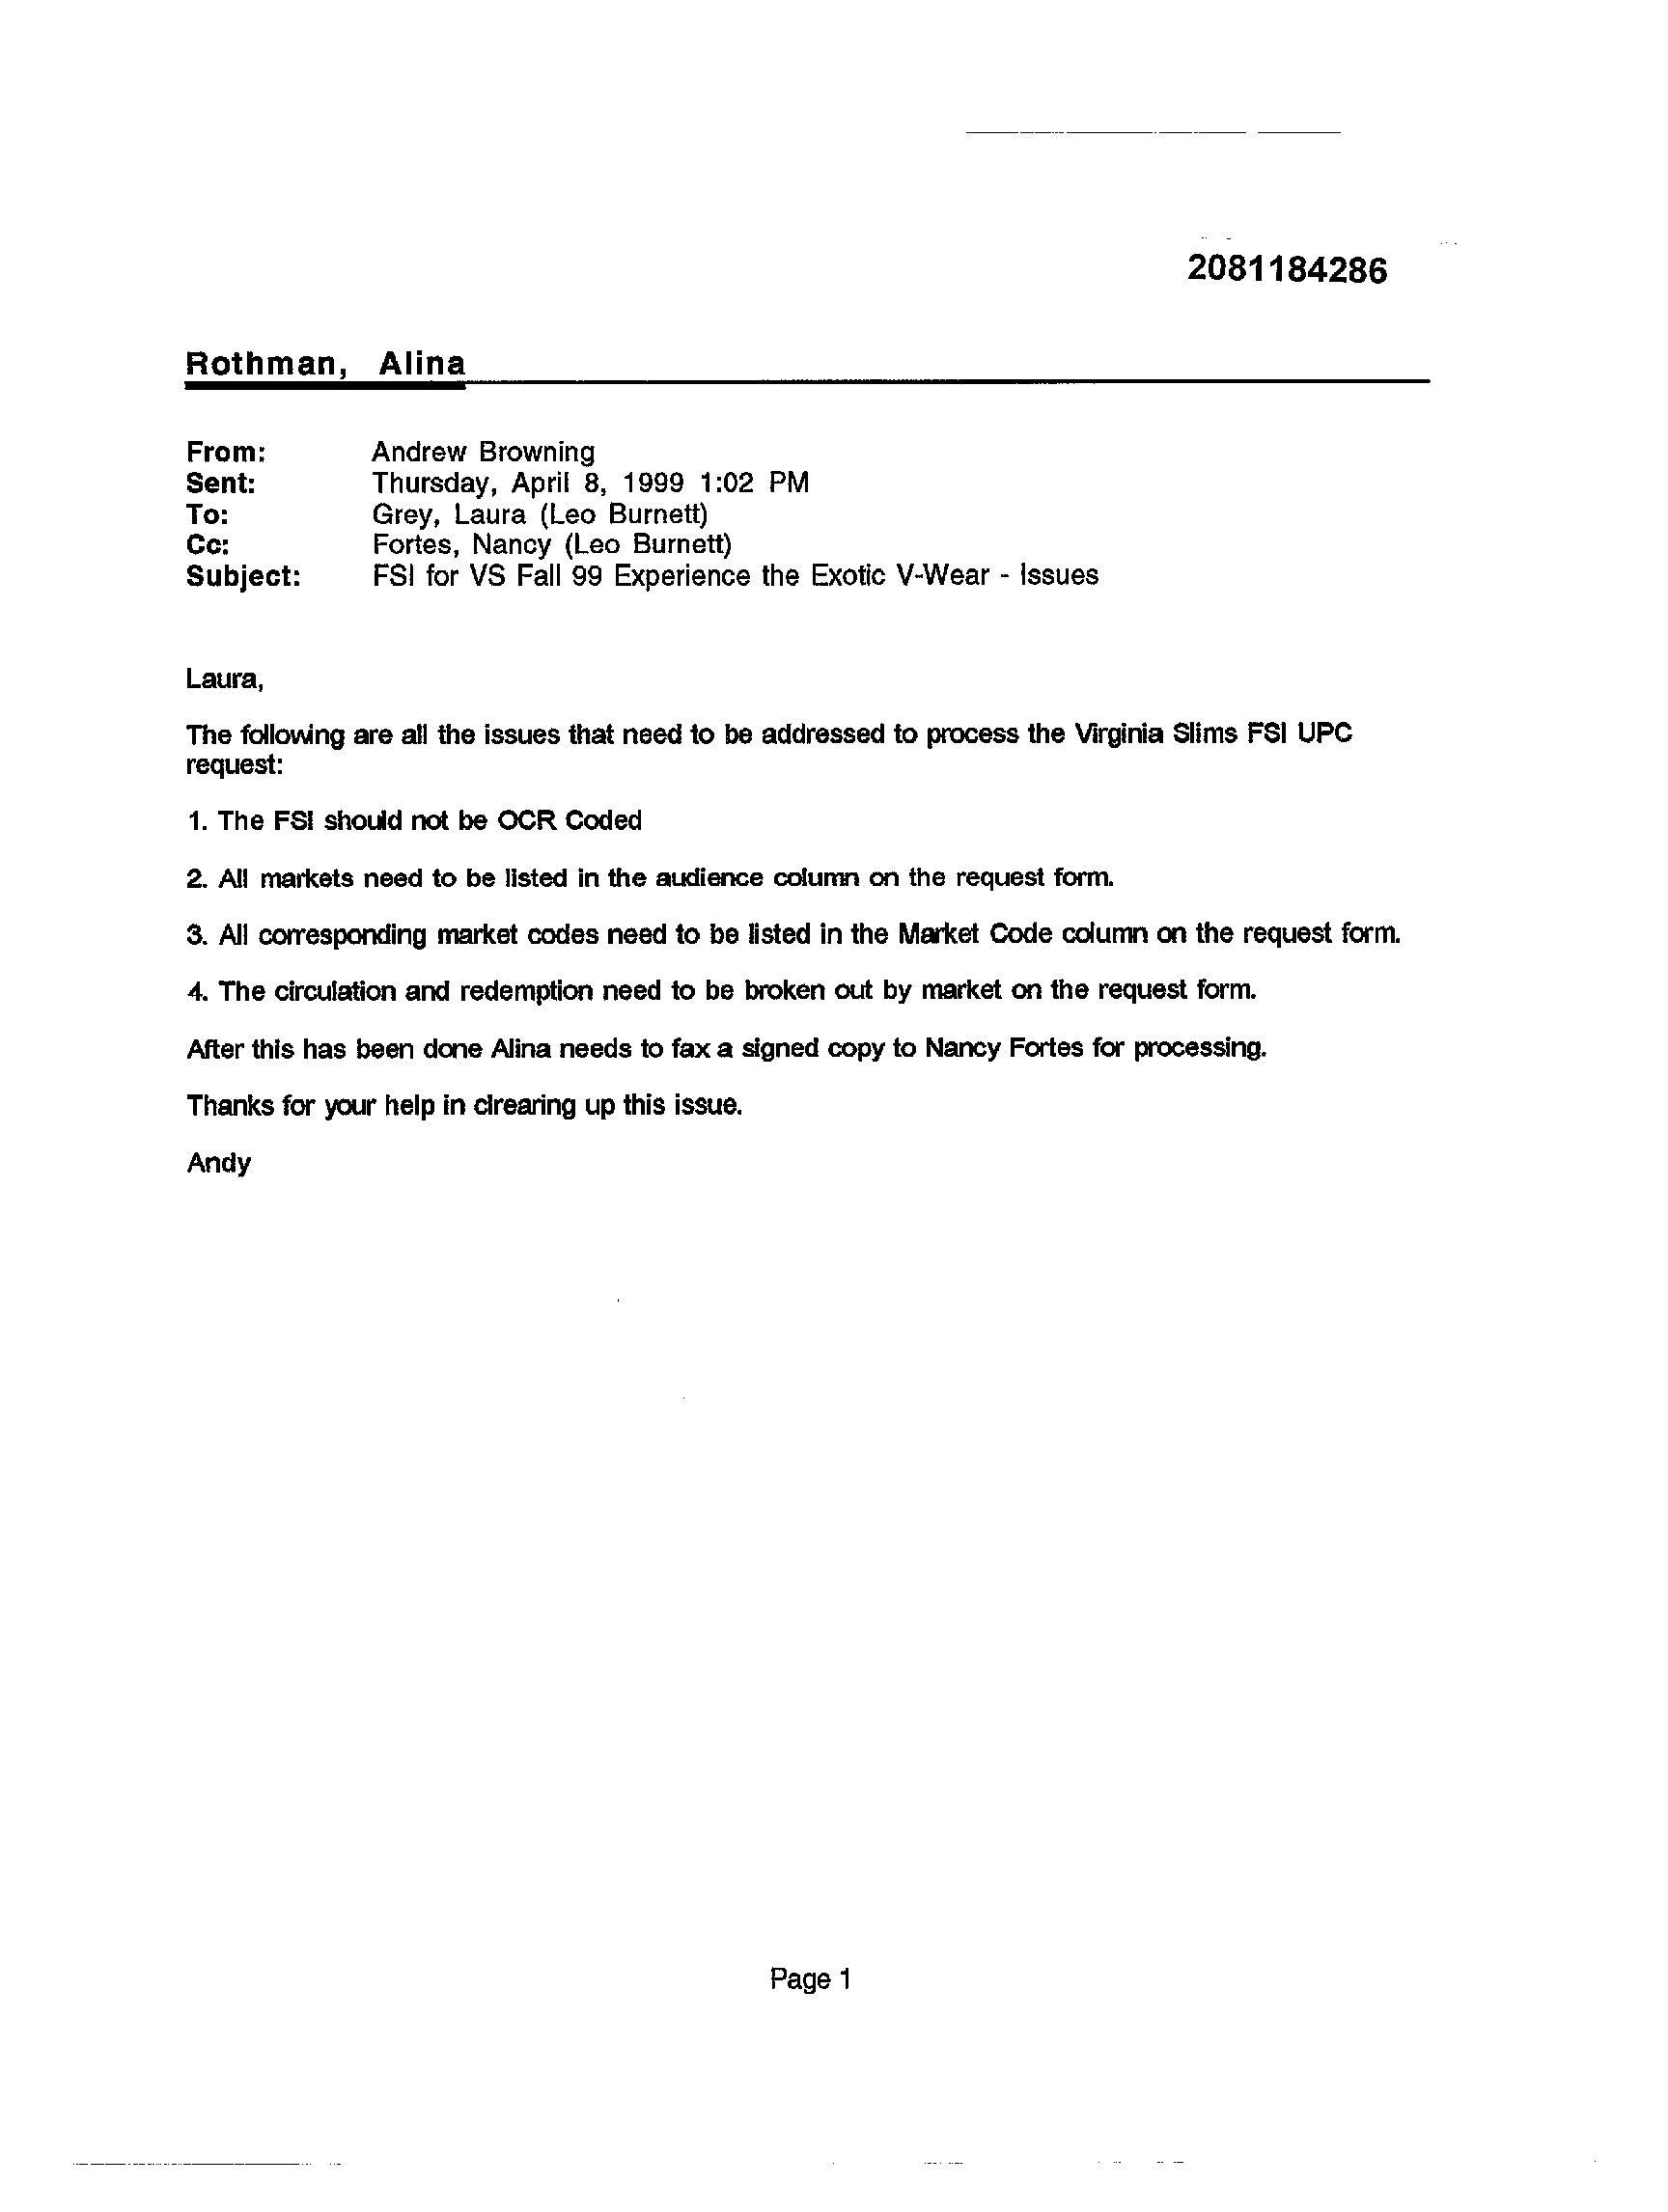 2081184286
Rothman, Alina
From: Andrew Browning
Sent: Thursday, April 8, 1999 1:02 PM
To: Grey, Laura (Leo Burnett)
Cc: Fortes, Nancy (Leo Burnett)
Subject: FSI for VS Fall 99 Experience the Exotic V-Wear - Issues
Laura,
The following are all the issues that need to be addressed to process the Virginia Slims FSI UPC
request:
1. The FSI should not be OCR Coded
2. All markets need to be listed in the audience column on the request form.
3. All corresponding market codes need to be listed in the Market Code column on the request form.
4. The circulation and redemption need to be broken out by market on the request form.
After this has been done Alina needs to fax a signed copy to Nancy Fortes for processing.
Thanks for your help in clrearing up this issue.
Andy
Page 1